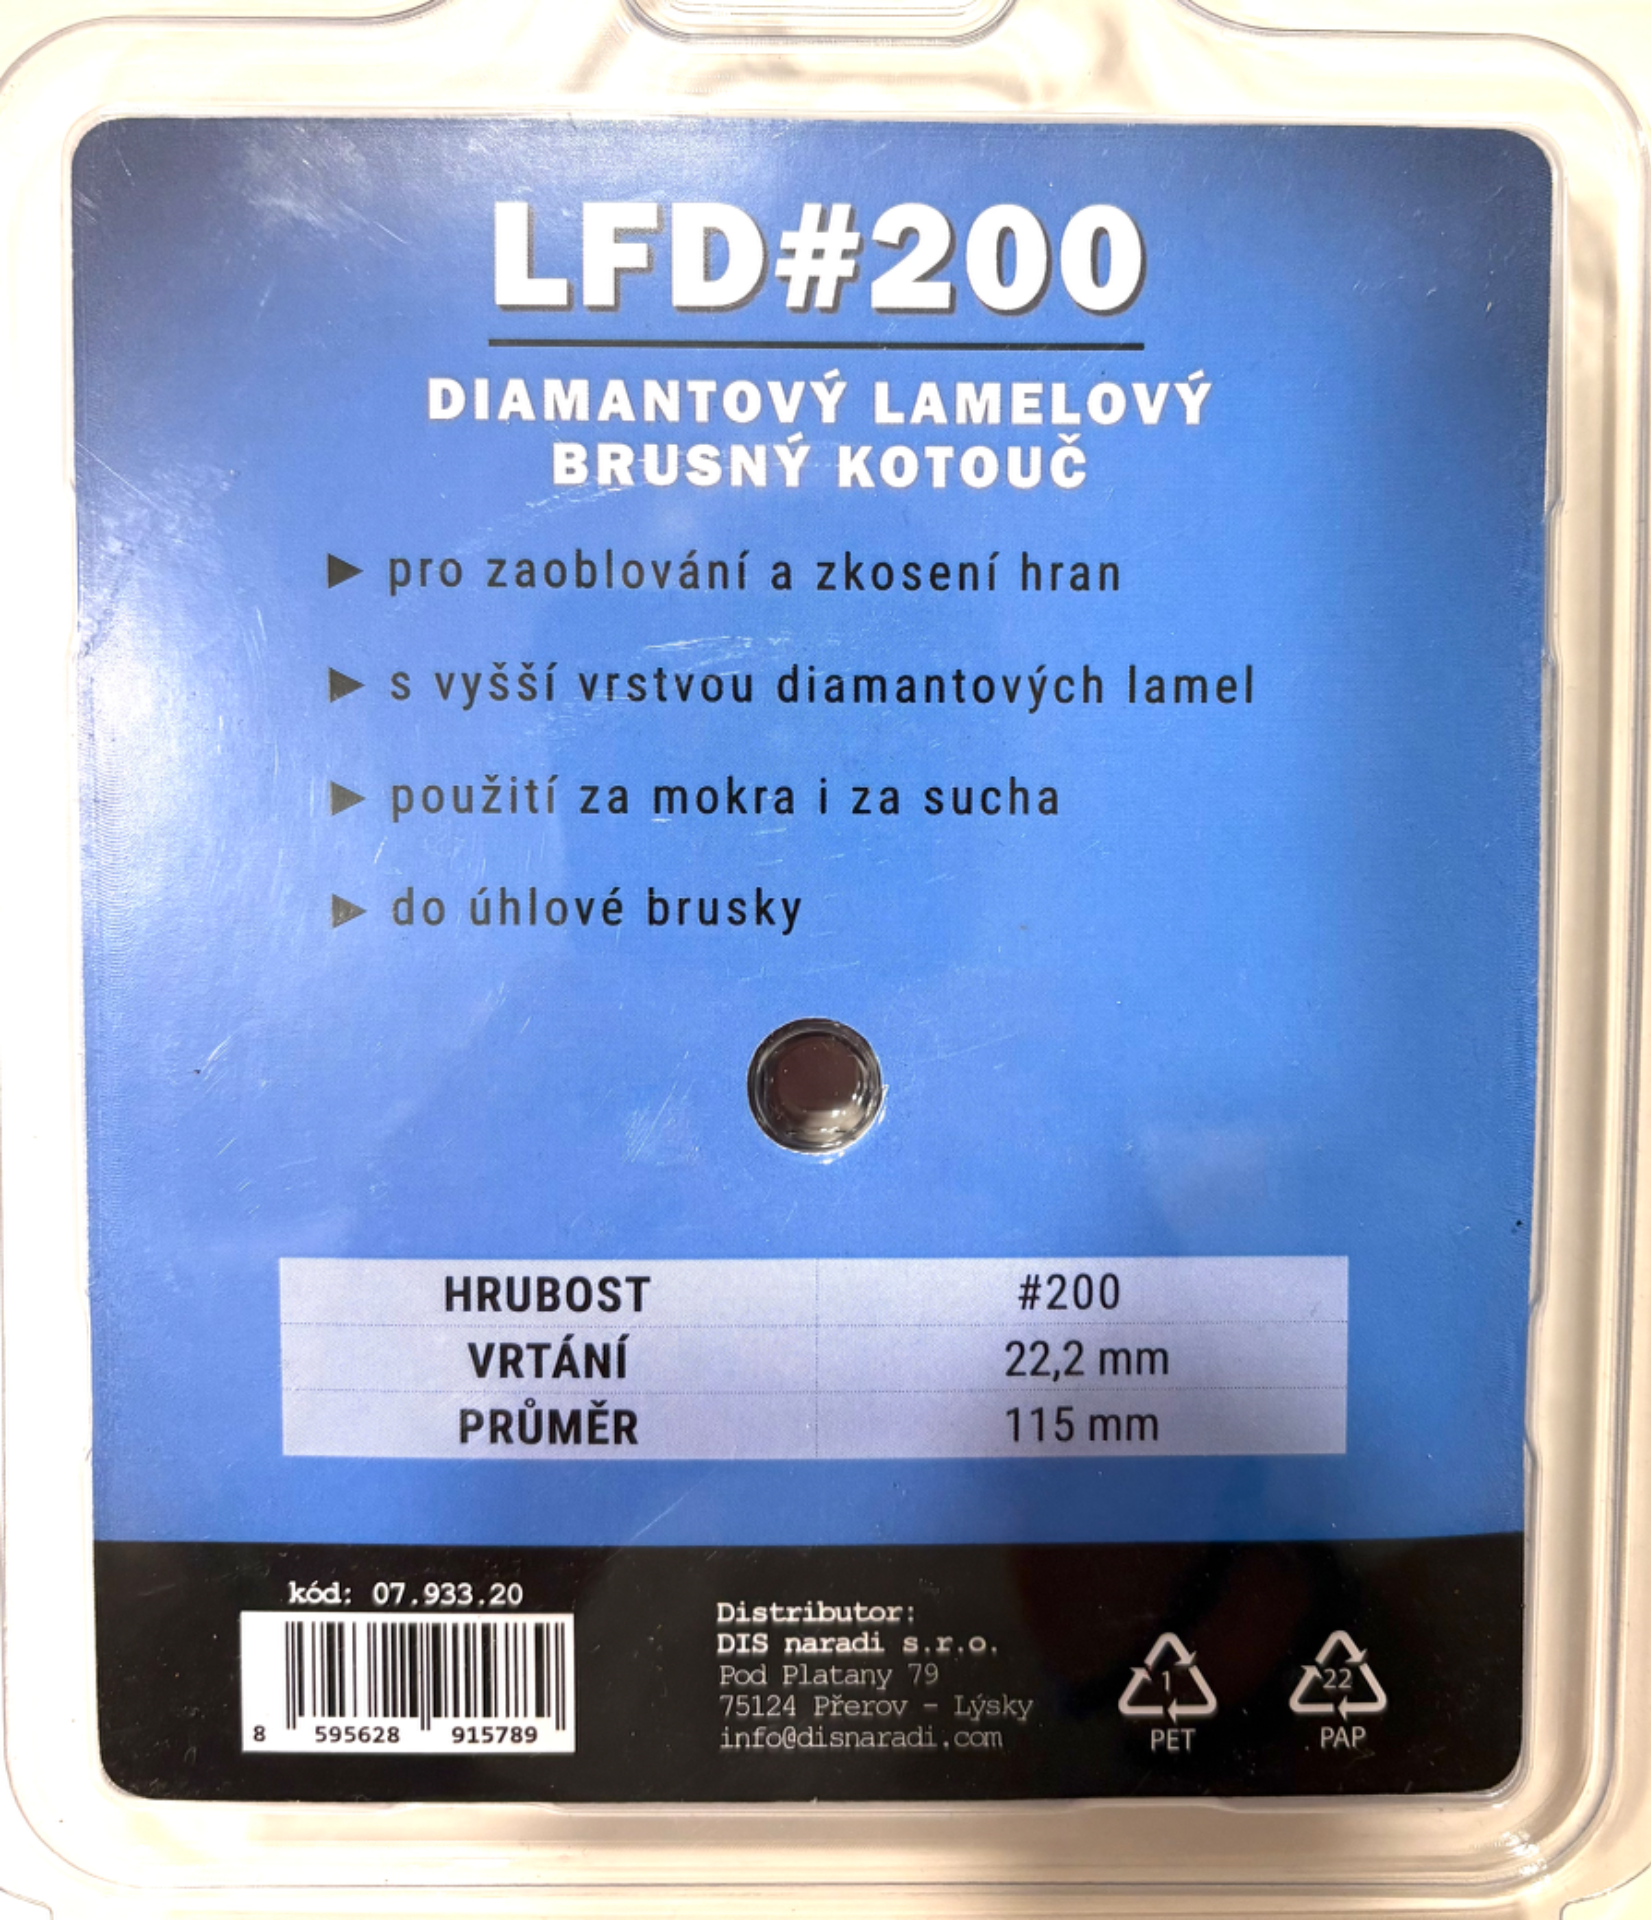 LFD#200
DIAMANTOVÝ LAMELOVÝ
BRUSNÝ KOTOUČ
▶ pro zaoblování a zkosení hran
▶ s vyšší vrstvou diamantových lamel
▶ použití za mokra i za sucha
▶ do úhlové brusky
HRUBOST #200
VRTÁNÍ 22,2 mm
PRŮMĚR 115 mm
kód: 07.933.20
8 595628 915789
Distributor:
DIS naradi s.r.o.
Pod Platany 79
75124 Přerov - Lýsky
info@disnaradi.com
1
PET
22
PAP